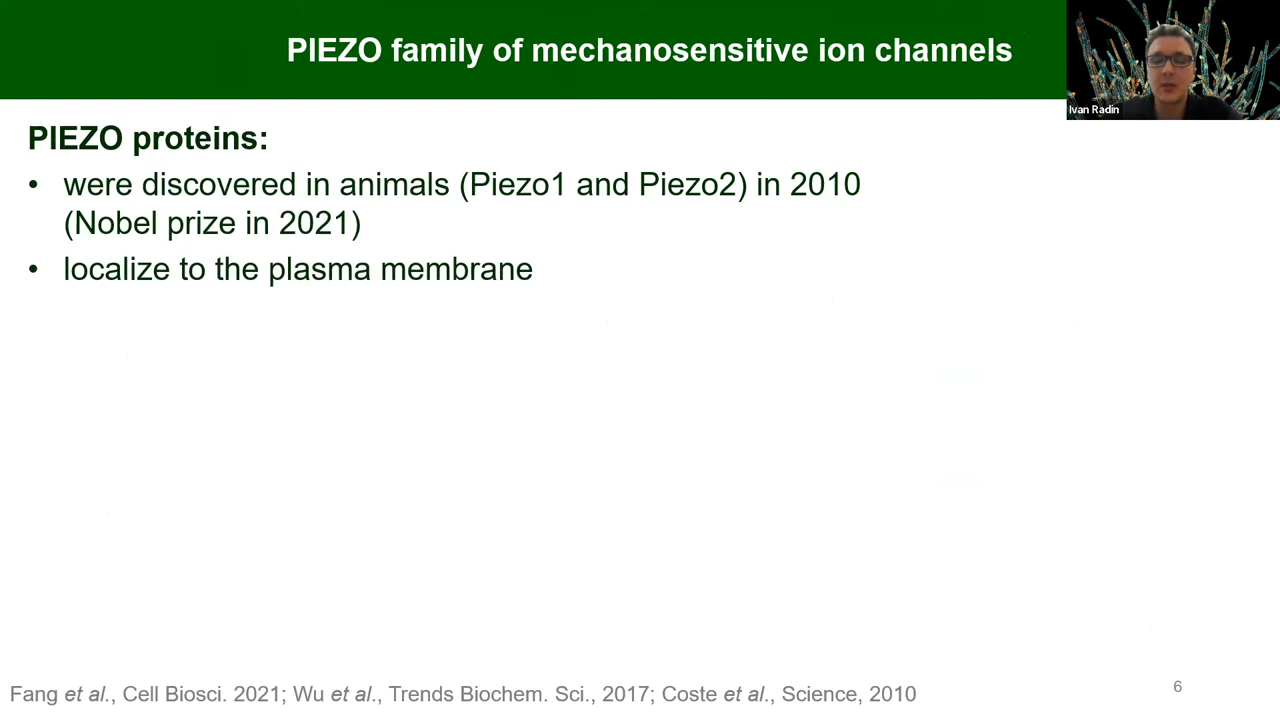 PIEZO family of mechanosensitive ion channels
Ivan Radin
PIEZO proteins:
• were discovered in animals (Piezo1 and Piezo2) in 2010
(Nobel prize in 2021)
• localize to the plasma membrane
Fang et al., Cell Biosci. 2021; Wu et al., Trends Biochem. Sci., 2017; Coste et al., Science, 2010
6